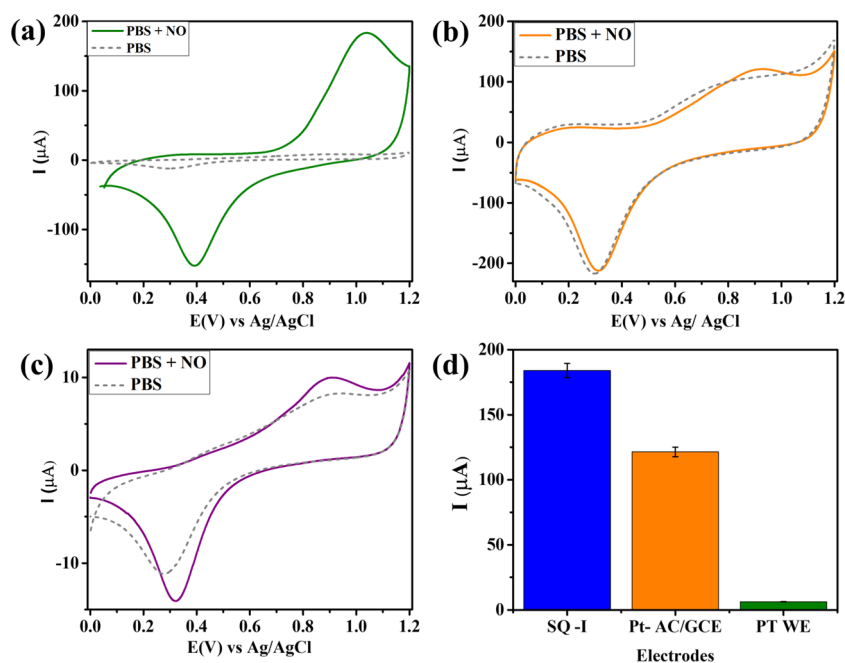 (a)
PBS + NO
PBS
200
100
0
-100
I (μA)
0.0 0.2 0.4 0.6 0.8 1.0 1.2
E(V) vs Ag/AgCl
(b)
PBS + NO
PBS
200
100
0
-100
-200
I (μA)
0.0 0.2 0.4 0.6 0.8 1.0 1.2
E(V) vs Ag/ AgCl
(c)
PBS + NO
PBS
10
0
-10
I (μA)
0.0 0.2 0.4 0.6 0.8 1.0 1.2
E(V) vs Ag/AgCl
(d)
200
175
150
125
100
75
50
25
0
I (μA)
SQ -I Pt- AC/GCE PT WE
Electrodes